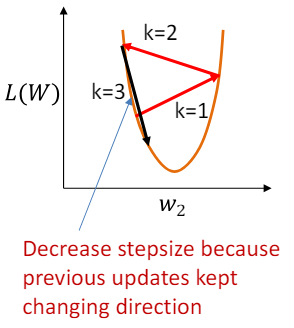 k=2
L(W)
k=3
k=1
w₂
Decrease stepsize because
previous updates kept
changing direction